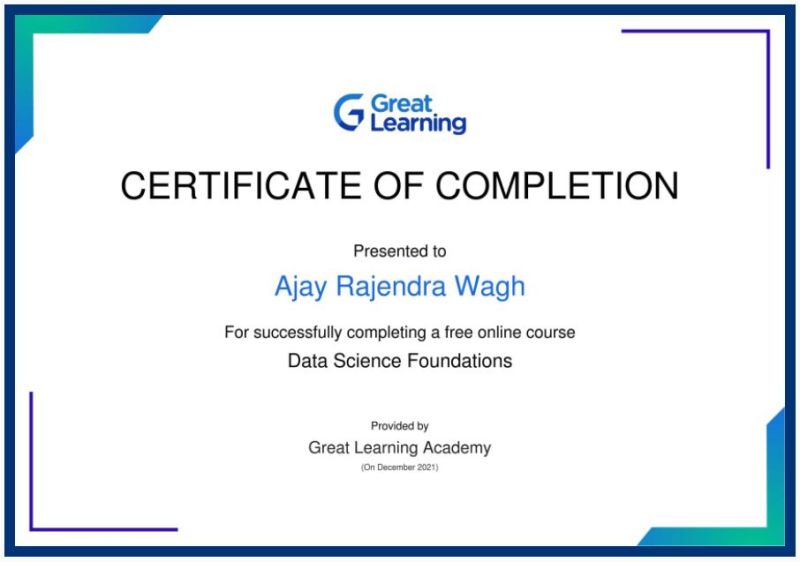 Great
Learning
CERTIFICATE OF COMPLETION
Presented to
Ajay Rajendra Wagh
For successfully completing a free online course
Data Science Foundations
Provided by
Great Learning Academy
(On December 2021)